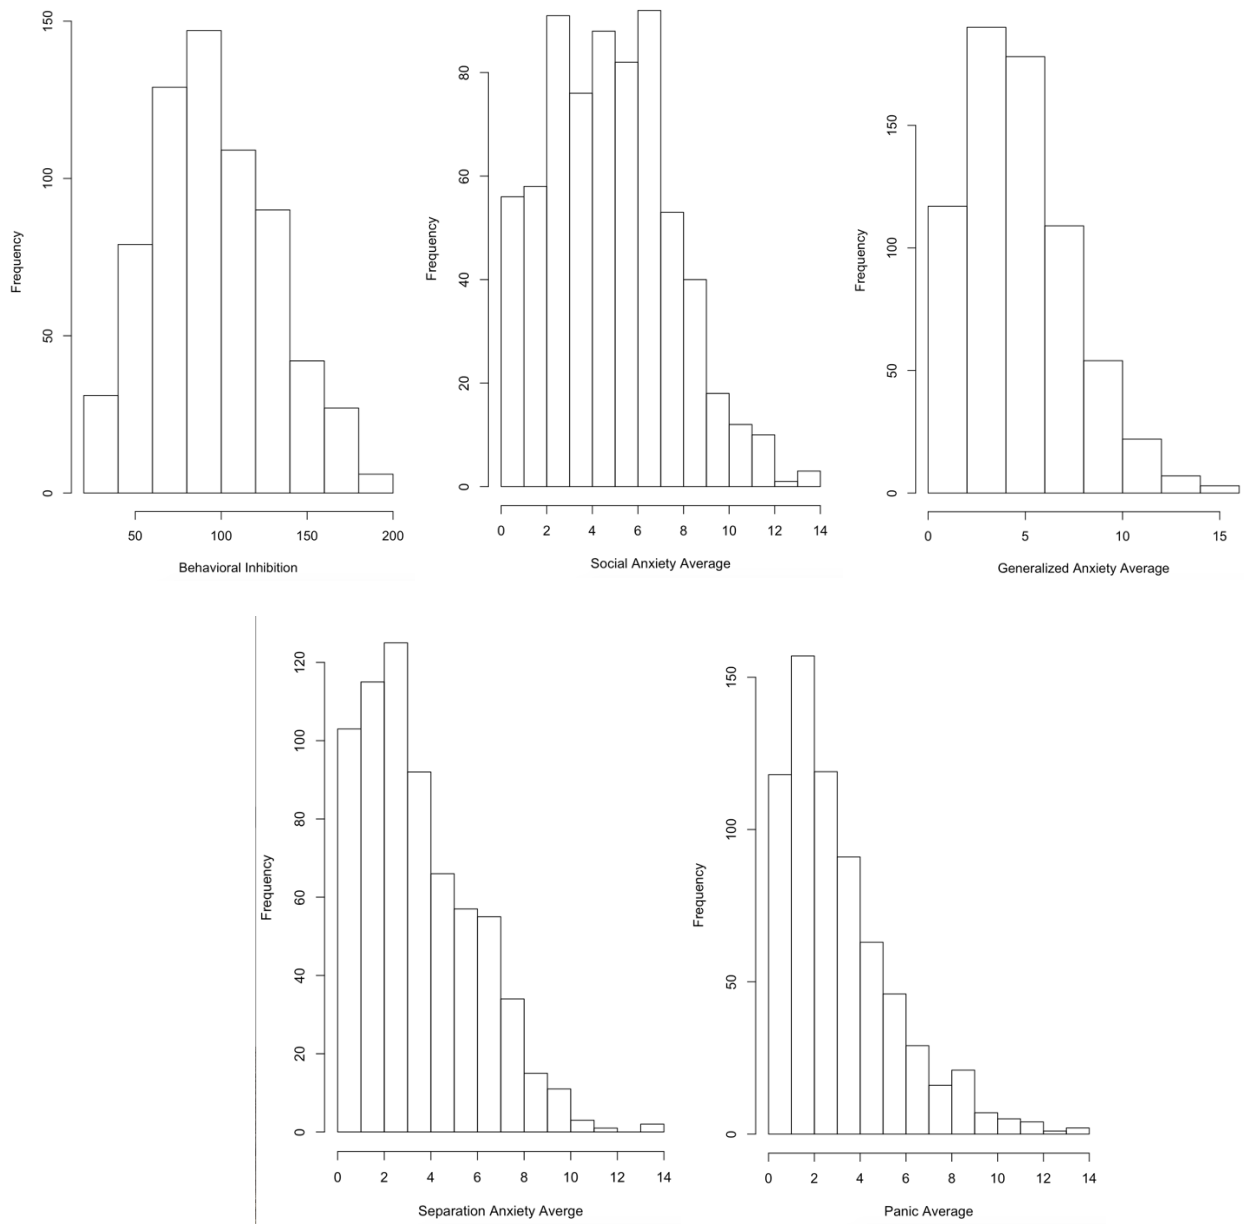 150
100
50
0
Frequency
50 100 150 200
Behavioral Inhibition
80
60
40
20
0
Frequency
0 2 4 6 8 10 12 14
Social Anxiety Average
150
100
50
0
Frequency
0 5 10 15
Generalized Anxiety Average
120
100
80
60
40
20
0
Frequency
0 2 4 6 8 10 12 14
Separation Anxiety Averge
150
100
50
0
Frequency
0 2 4 6 8 10 12 14
Panic Average